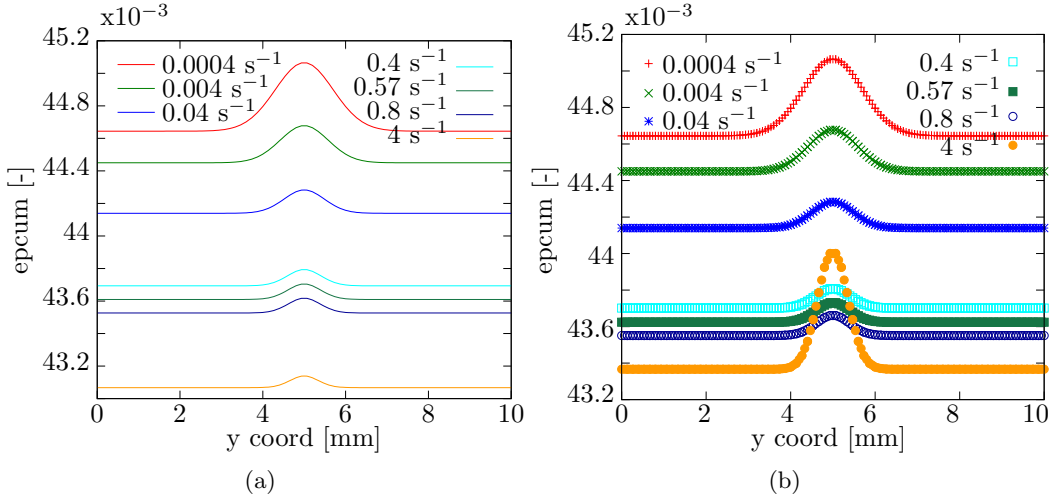 x10⁻³
45.2
44.8
44.4
44
43.6
43.2
epcum [-]
0.0004 s⁻¹
0.004 s⁻¹
0.04 s⁻¹
0.4 s⁻¹
0.57 s⁻¹
0.8 s⁻¹
4 s⁻¹
0 2 4 6 8 10
y coord [mm]
(a)
x10⁻³
45.2
44.8
44.4
44
43.6
43.2
epcum [-]
0.0004 s⁻¹
0.004 s⁻¹
0.04 s⁻¹
0.4 s⁻¹
0.57 s⁻¹
0.8 s⁻¹
4 s⁻¹
0 2 4 6 8 10
y coord [mm]
(b)